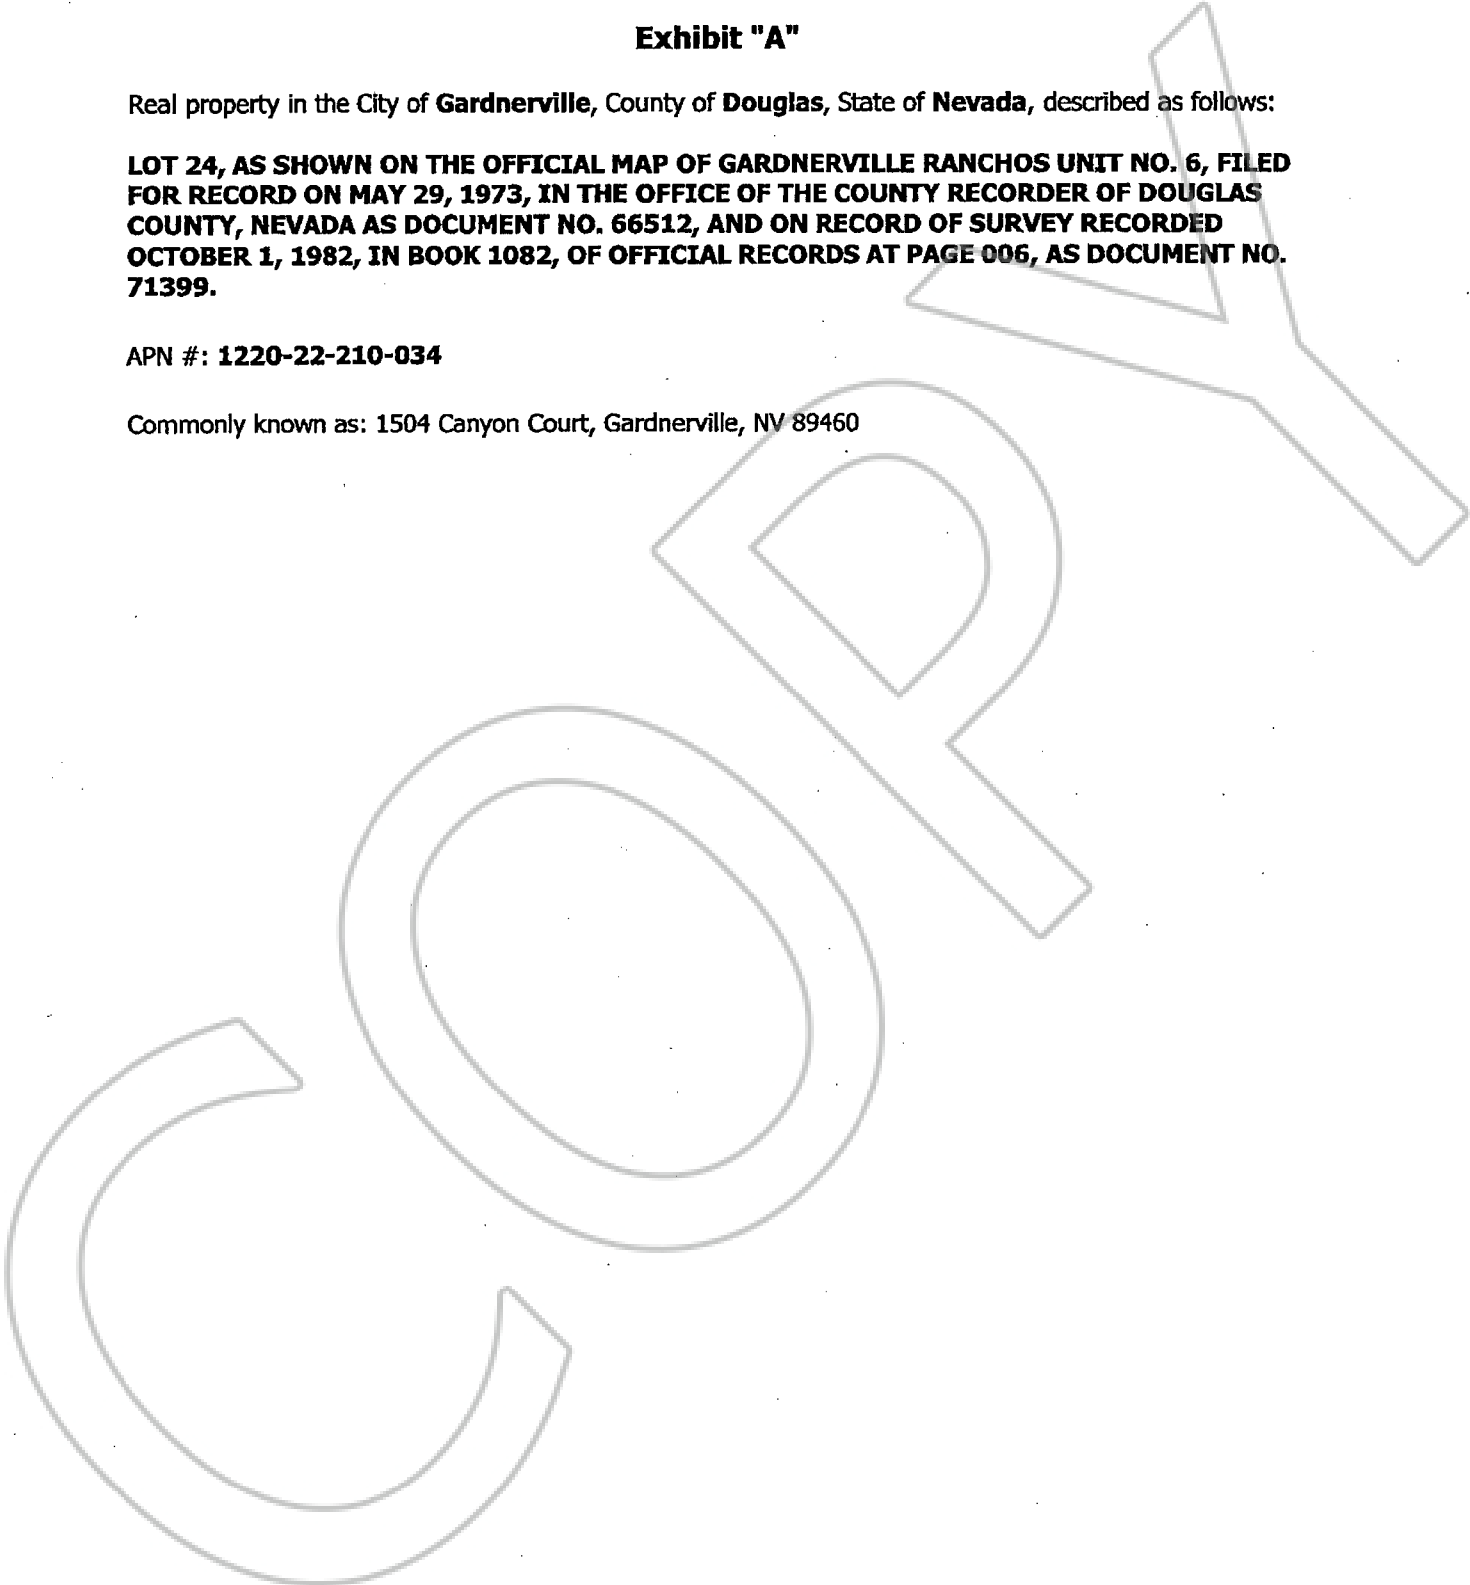 Exhibit "A"
Real property in the City of Gardnerville, County of Douglas, State of Nevada, described as follows:
LOT 24, AS SHOWN ON THE OFFICIAL MAP OF GARDNERVILLE RANCHOS UNIT NO. 6, FILED
FOR RECORD ON MAY 29, 1973, IN THE OFFICE OF THE COUNTY RECORDER OF DOUGLAS
COUNTY, NEVADA AS DOCUMENT NO. 66512, AND ON RECORD OF SURVEY RECORDED
OCTOBER 1, 1982, IN BOOK 1082, OF OFFICIAL RECORDS AT PAGE 006, AS DOCUMENT NO.
71399.
APN #: 1220-22-210-034
Commonly known as: 1504 Canyon Court, Gardnerville, NV 89460
COPY